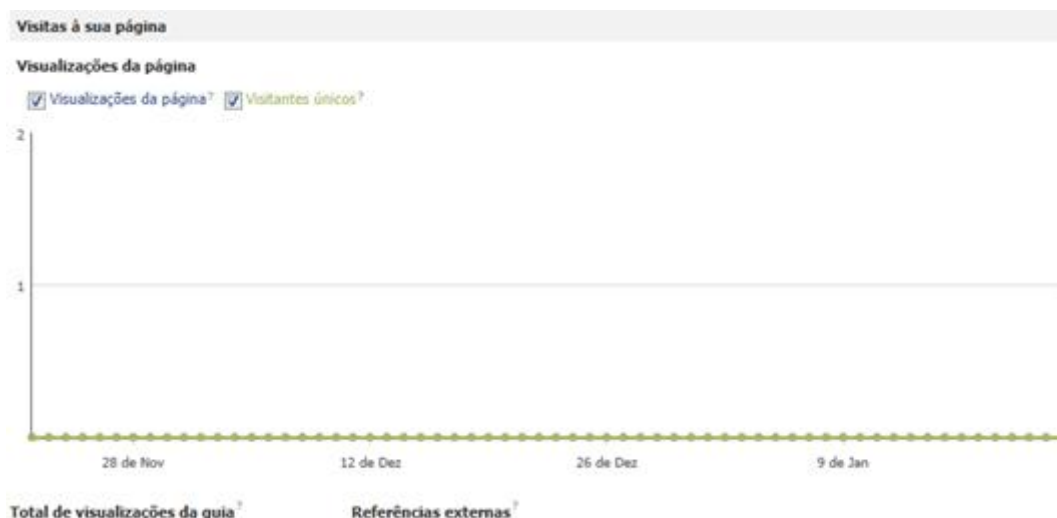 Visitas à sua página
Visualizações da página
Visualizações da página? Visitantes únicos?
2
1
28 de Nov 12 de Dez 26 de Dez 9 de Jan
Total de visualizações da guia? Referências externas?